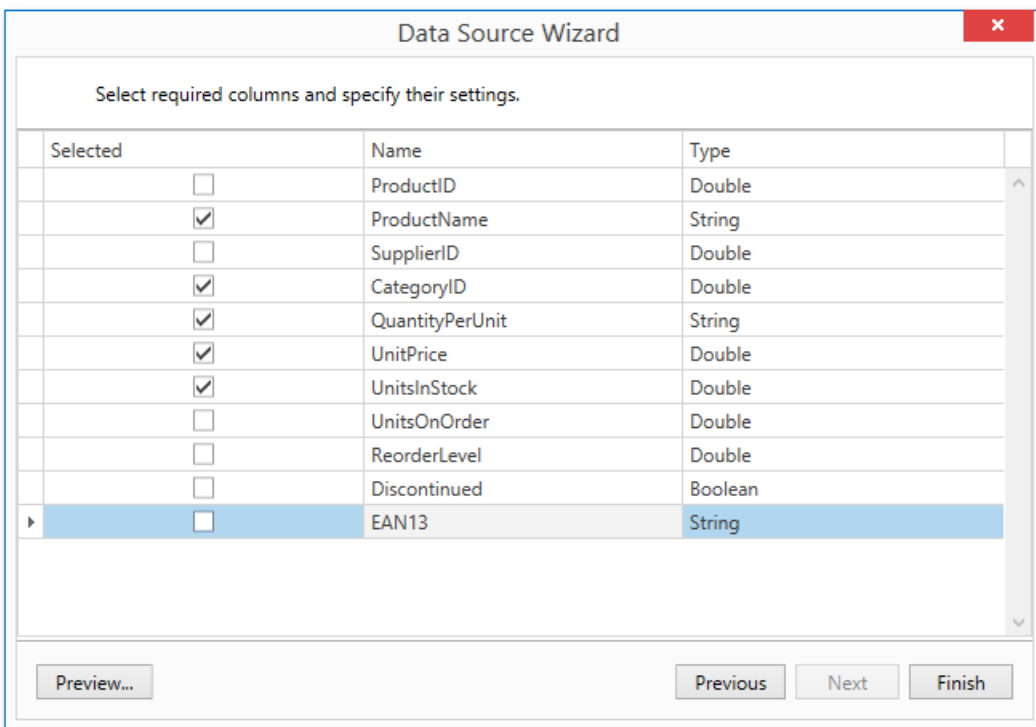 Data Source Wizard
Select required columns and specify their settings.
Selected Name Type
ProductID Double
ProductName String
SupplierID Double
CategoryID Double
QuantityPerUnit String
UnitPrice Double
UnitsInStock Double
UnitsOnOrder Double
ReorderLevel Double
Discontinued Boolean
EAN13 String
Preview... Previous Next Finish